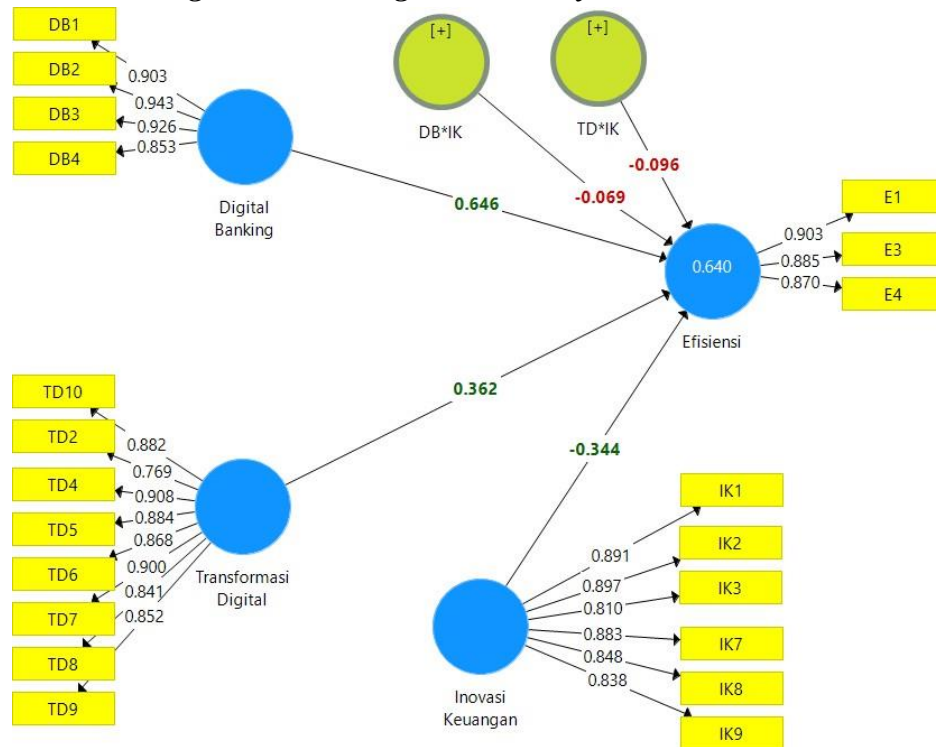 DB1
DB2
DB3
DB4
0.903
0.943
0.926
0.853
Digital
Banking
[+]
DB*IK
[+]
TD*IK
-0.096
-0.069
0.646
0.640
Efisiensi
0.903
0.885
0.870
E1
E3
E4
0.362
-0.344
TD10
TD2
TD4
TD5
TD6
TD7
TD8
TD9
0.882
0.769
0.908
0.884
0.868
0.900
0.841
0.852
Transformasi
Digital
Inovasi
Keuangan
0.891
0.897
0.810
0.883
0.848
0.838
IK1
IK2
IK3
IK7
IK8
IK9